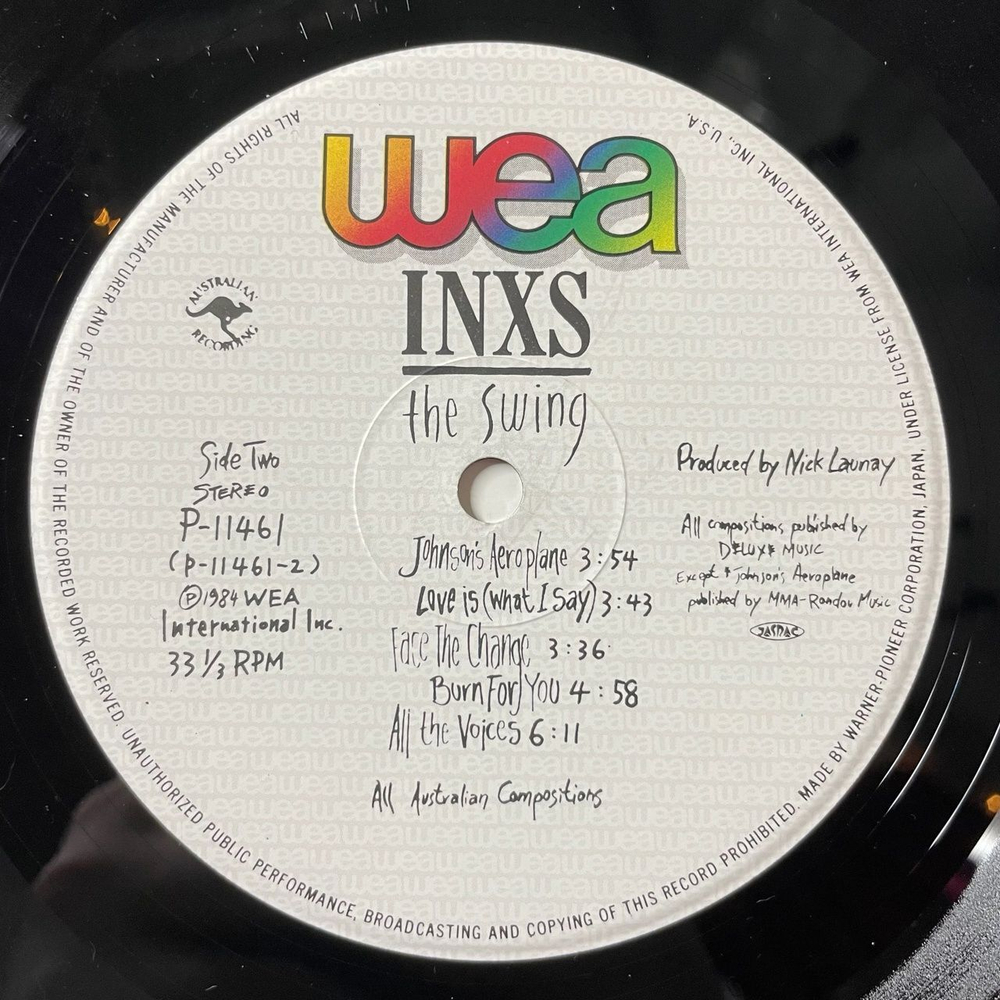 wea
INXS
the Swing
AUSTRALIAN
RECORDING
Side Two
STEREO
P-11461
(P-11461-2)
Ⓟ1984 WEA
International Inc.
33 1/3 RPM
Produced by Nick Launay
All compositions published by
DELUXE MUSIC
Except * Johnson's Aeroplane
published by MMA-Rondor Music
JASRAC
Johnson's Aeroplane 3:54
Love is (What I Say) 3:43
Face The Change 3:36
Burn For You 4:58
All the Voices 6:11
All Australian Compositions
ALL RIGHTS OF THE MANUFACTURER AND OF THE OWNER OF THE RECORDED WORK RESERVED. UNAUTHORIZED PUBLIC PERFORMANCE, BROADCASTING AND COPYING OF THIS RECORD PROHIBITED. MADE BY WARNER-PIONEER CORPORATION, JAPAN, UNDER LICENSE FROM WEA INTERNATIONAL INC., U.S.A.